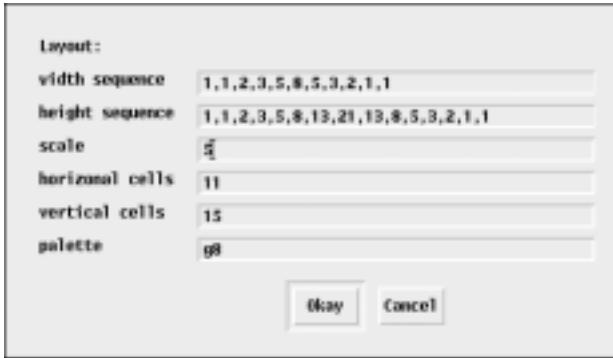 Layout:
width sequence 1,1,2,3,5,8,5,3,2,1,1
height sequence 1,1,2,3,5,8,13,21,13,8,5,3,2,1,1
scale 5
horizonal cells 11
vertical cells 15
palette g8
Okay Cancel